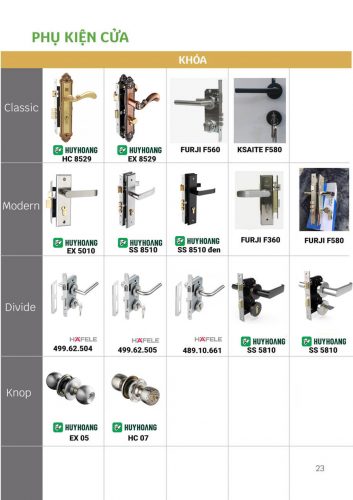 PHỤ KIỆN CỬA
KHÓA
Classic
HUYHOANG
HC 8529
HUYHOANG
EX 8529
FURJI F560
KSAITE F580
Modern
HUYHOANG
EX 5010
HUYHOANG
SS 8510
HUYHOANG
SS 8510 đen
FURJI F360
FURJI F580
Divide
HÄFELE
499.62.504
HÄFELE
499.62.505
HÄFELE
489.10.661
HUYHOANG
SS 5810
HUYHOANG
SS 5810
Knop
HUYHOANG
EX 05
HUYHOANG
HC 07
23